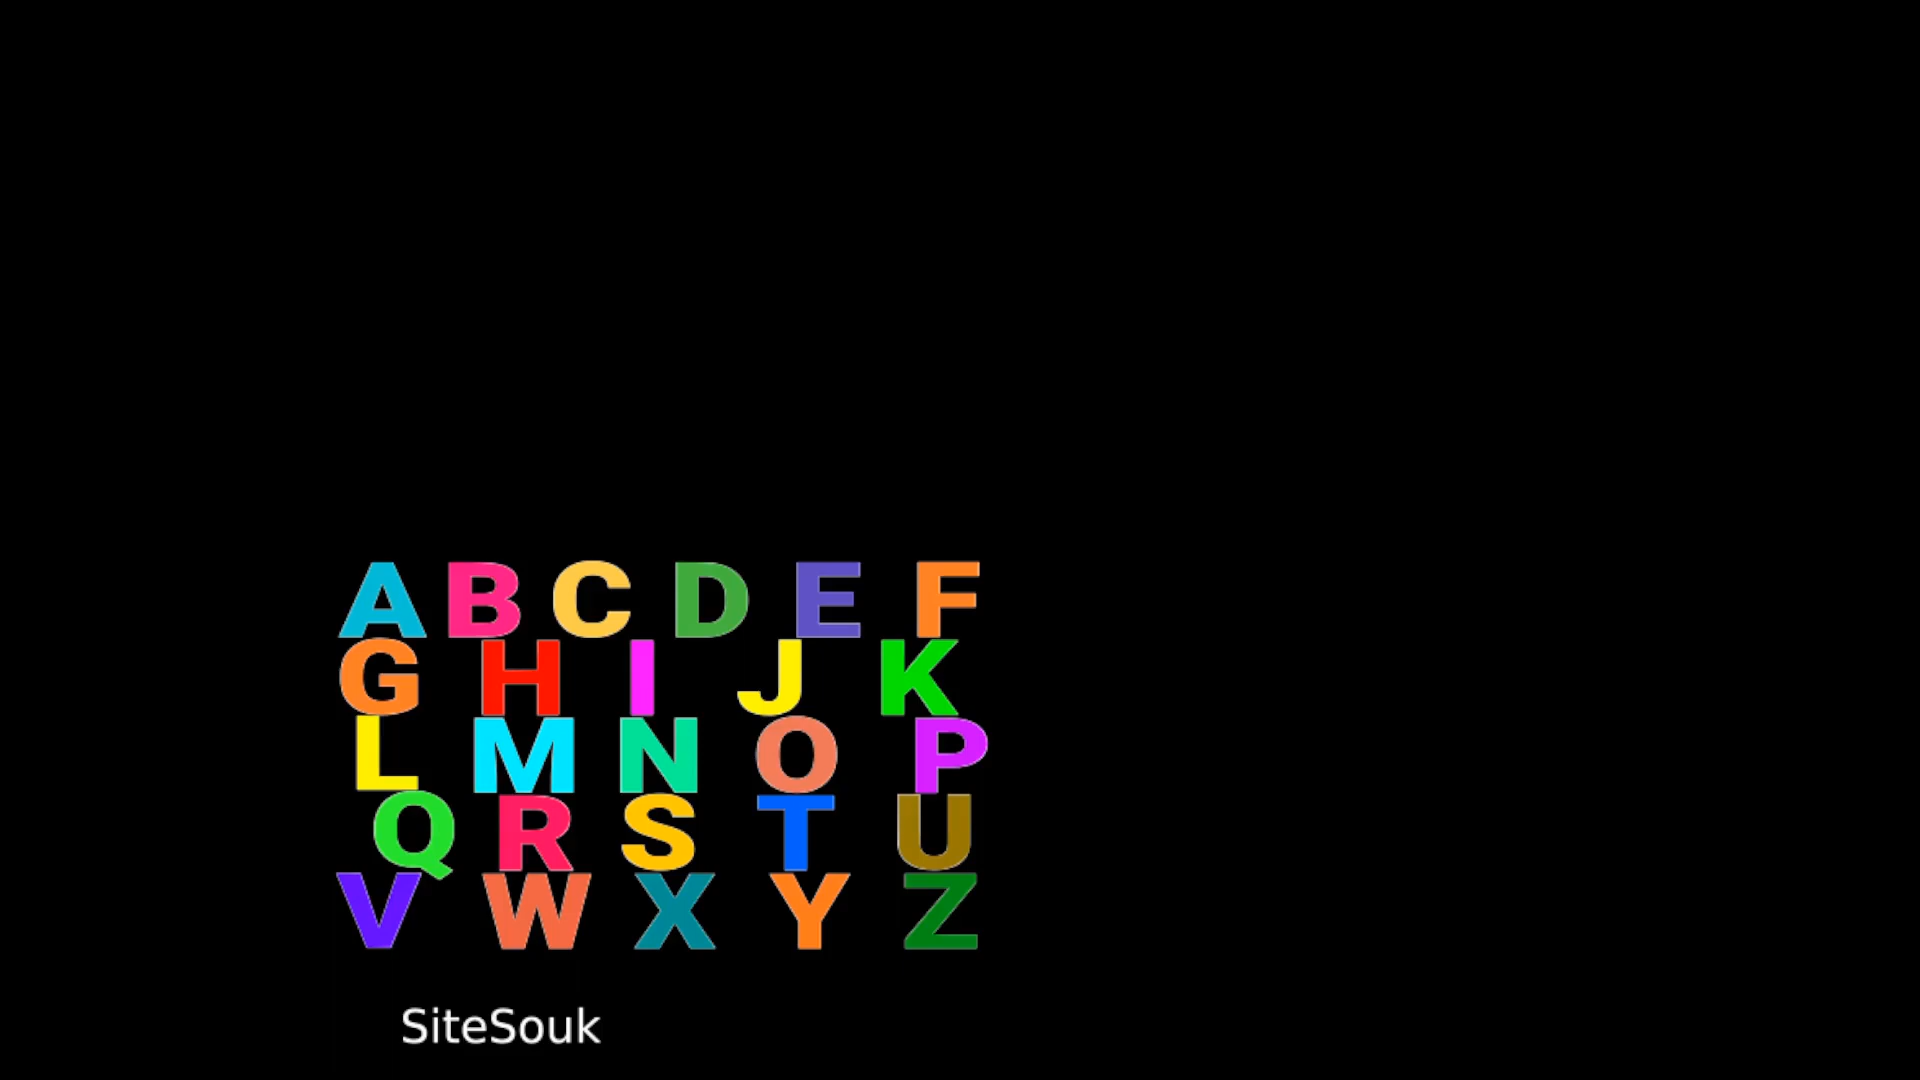 A B C D E F
G H I J K
L M N O P
Q R S T U
V W X Y Z
SiteSouk